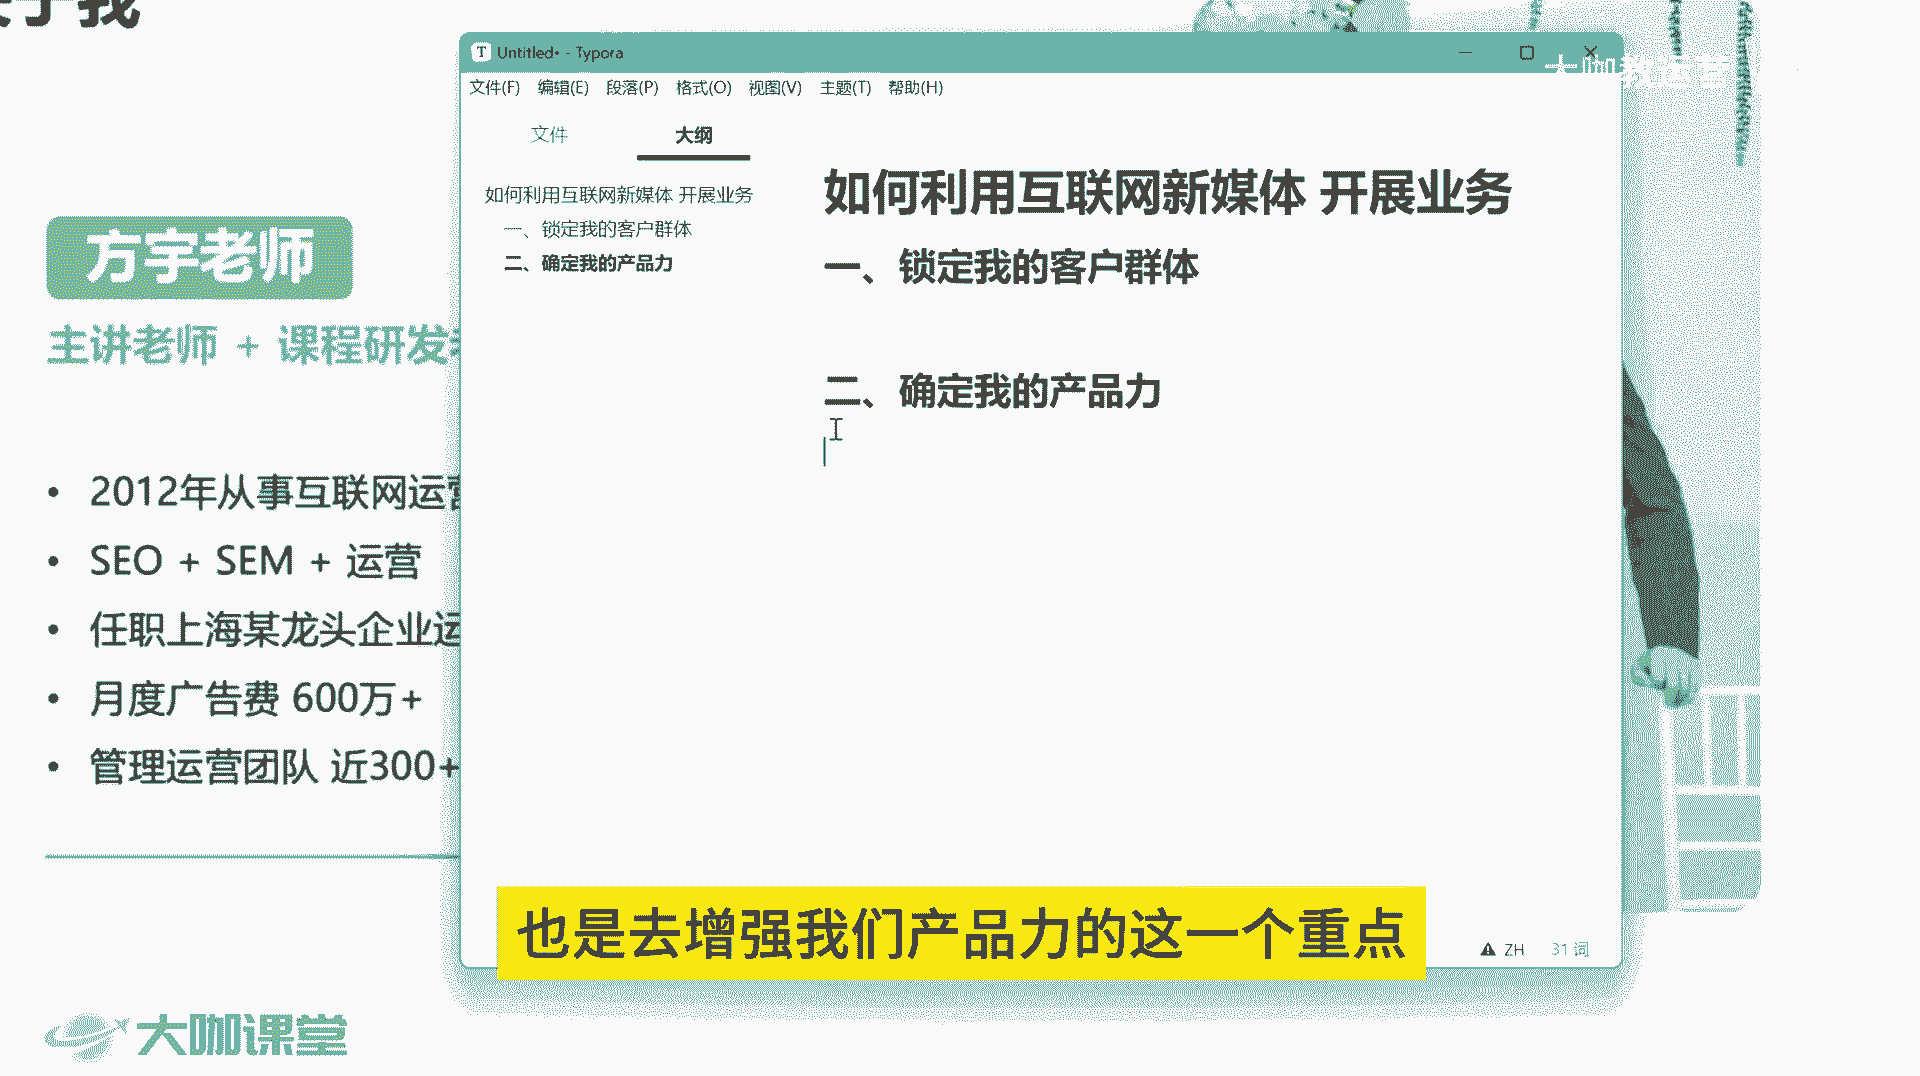 于我
方宇老师
主讲老师 + 课程研发
2012年从事互联网运营
SEO + SEM + 运营
任职上海某龙头企业运
月度广告费 600万+
管理运营团队 近300+
大咖课堂
Untitled• - Typora
文件(F) 编辑(E) 段落(P) 格式(O) 视图(V) 主题(T) 帮助(H)
文件 大纲
如何利用互联网新媒体 开展业务
一、锁定我的客户群体
二、确定我的产品力
如何利用互联网新媒体 开展业务
一、锁定我的客户群体
二、确定我的产品力
也是去增强我们产品力的这一个重点
ZH 31 词